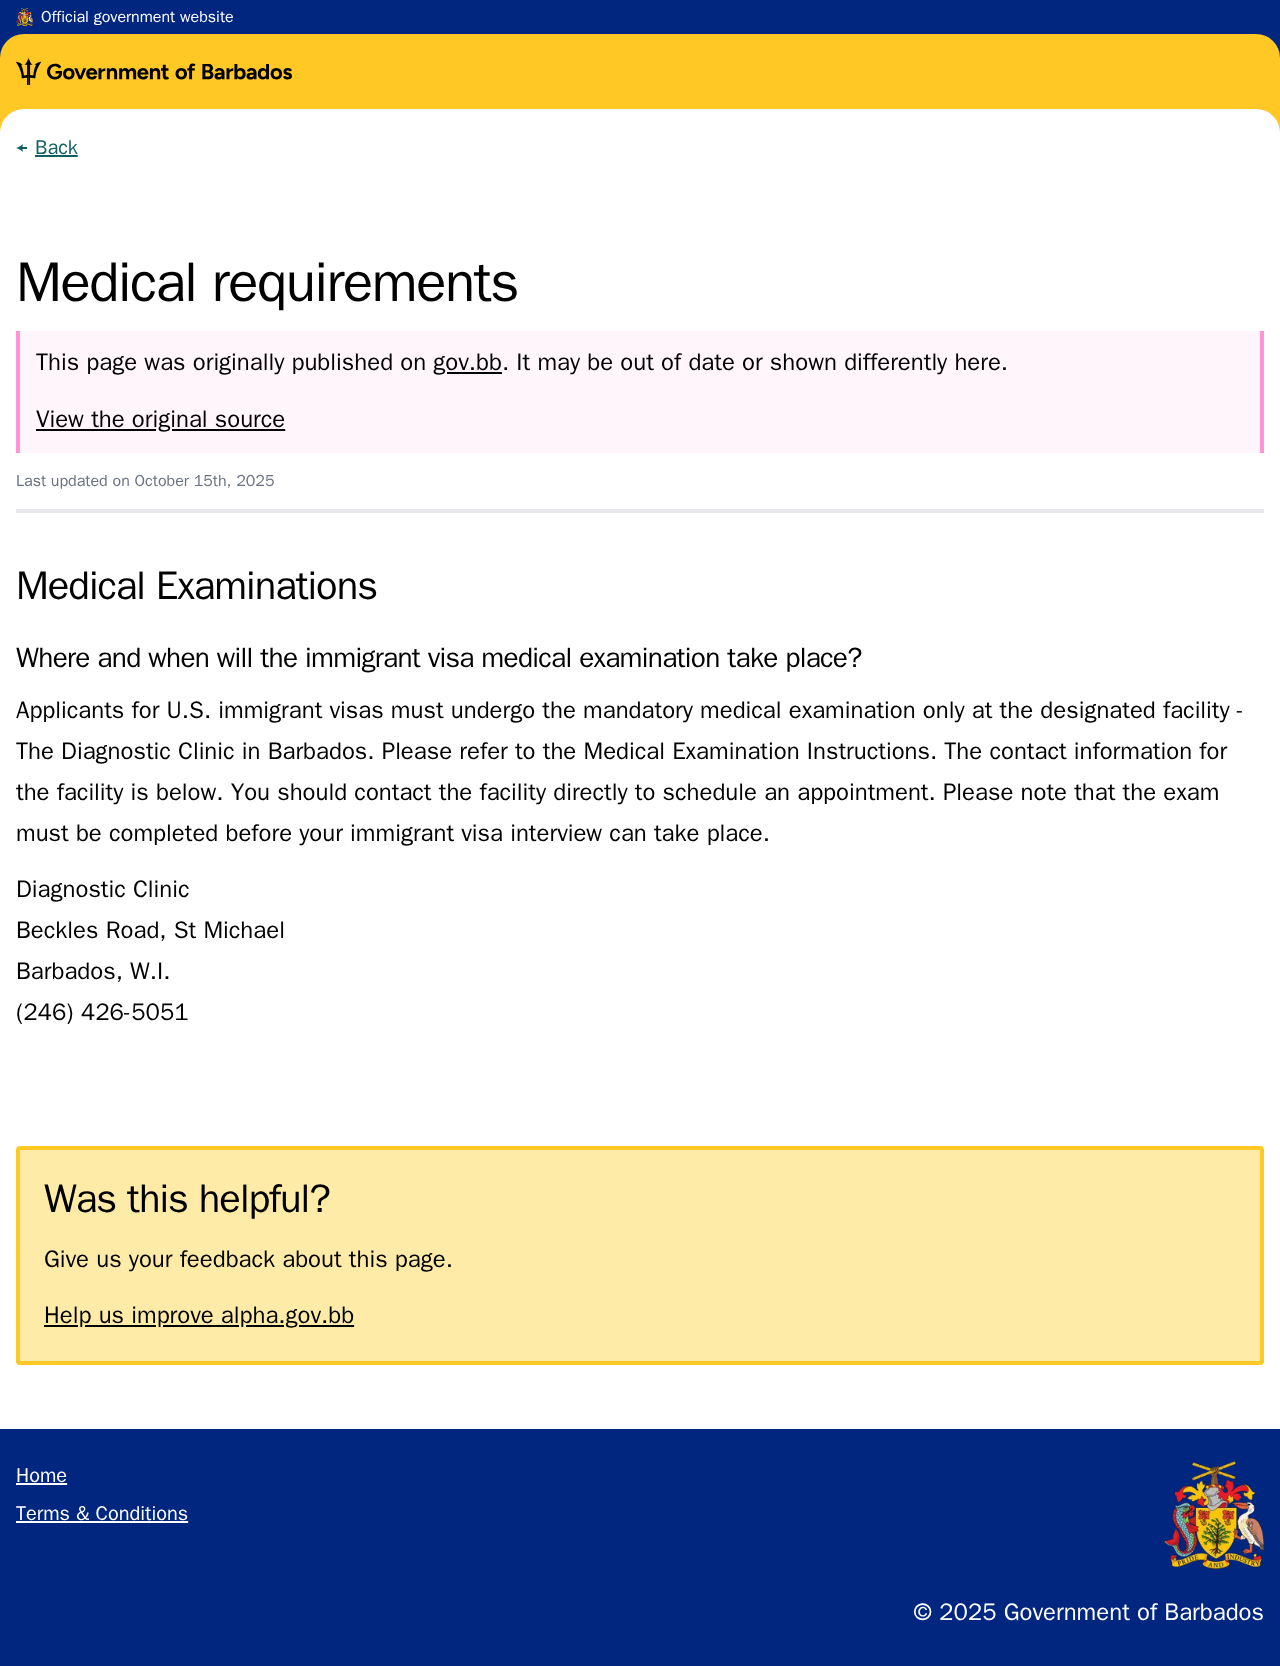 Official government website
Government of Barbados
Back
Medical requirements
This page was originally published on gov.bb. It may be out of date or shown differently here.
View the original source
Last updated on October 15th, 2025
Medical Examinations
Where and when will the immigrant visa medical examination take place?
Applicants for U.S. immigrant visas must undergo the mandatory medical examination only at the designated facility -
The Diagnostic Clinic in Barbados. Please refer to the Medical Examination Instructions. The contact information for
the facility is below. You should contact the facility directly to schedule an appointment. Please note that the exam
must be completed before your immigrant visa interview can take place.
Diagnostic Clinic
Beckles Road, St Michael
Barbados, W.I.
(246) 426-5051
Was this helpful?
Give us your feedback about this page.
Help us improve alpha.gov.bb
Home
Terms & Conditions
PRIDE AND INDUSTRY
© 2025 Government of Barbados